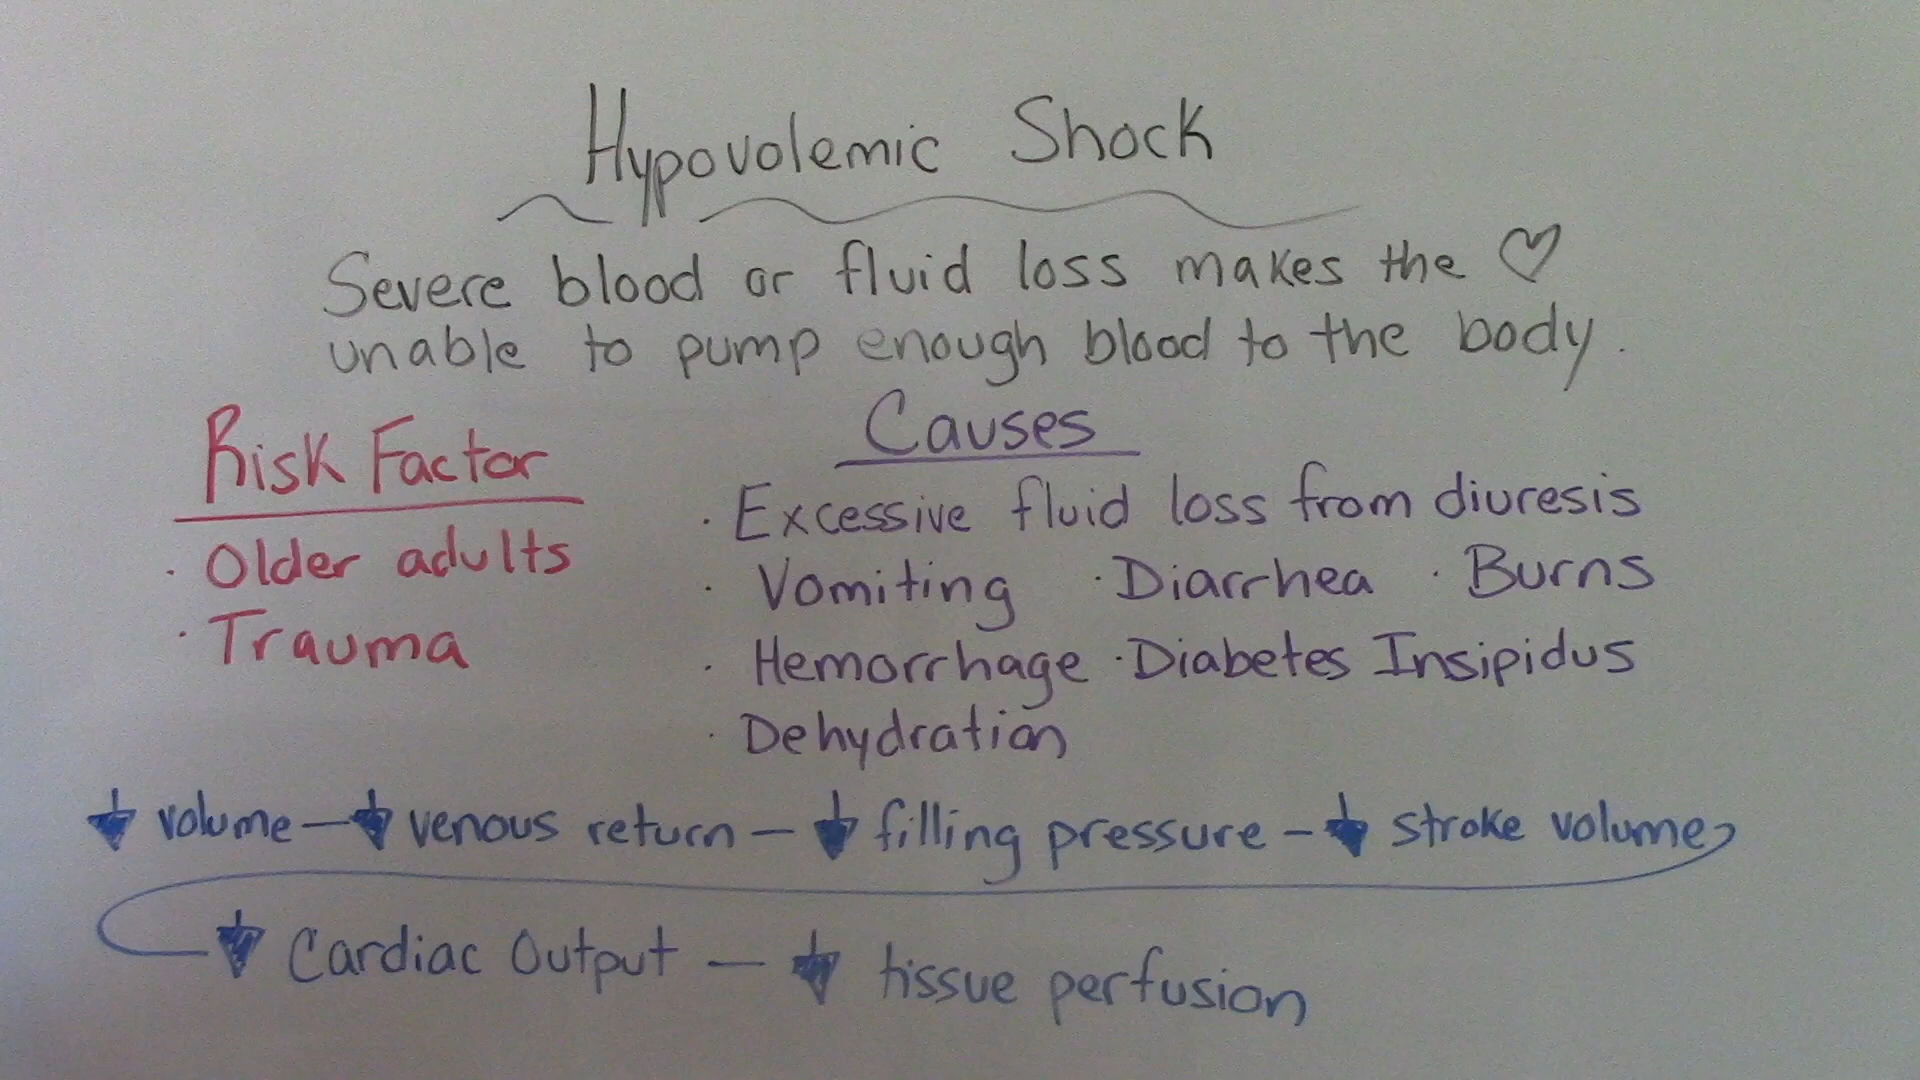 Hypovolemic Shock
Severe blood or fluid loss makes the ♡
unable to pump enough blood to the body.
Risk Factor
· Older adults
· Trauma
Causes
· Excessive fluid loss from diuresis
· Vomiting · Diarrhea · Burns
· Hemorrhage · Diabetes Insipidus
· Dehydration
↓ volume – ↓ venous return – ↓ filling pressure – ↓ stroke volume
↓ Cardiac Output – ↓ tissue perfusion